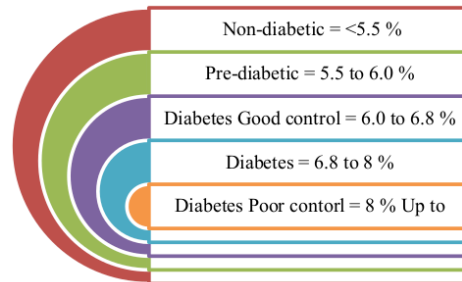 Non-diabetic = <5.5 %
Pre-diabetic = 5.5 to 6.0 %
Diabetes Good control = 6.0 to 6.8 %
Diabetes = 6.8 to 8 %
Diabetes Poor contorl = 8 % Up to